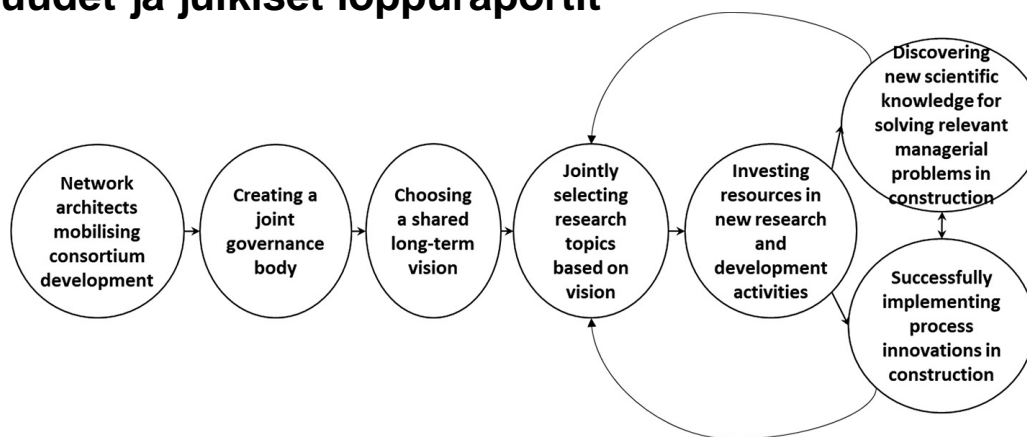 ja julkiset loppuraportit
Network
architects
mobilising
consortium
development
Creating a
joint
governance
body
Choosing
a shared
long-term
vision
Jointly
selecting
research
topics
based on
vision
Investing
resources in
new research
and
development
activities
Discovering
new scientific
knowledge for
solving relevant
managerial
problems in
construction
Successfully
implementing
process
innovations in
construction